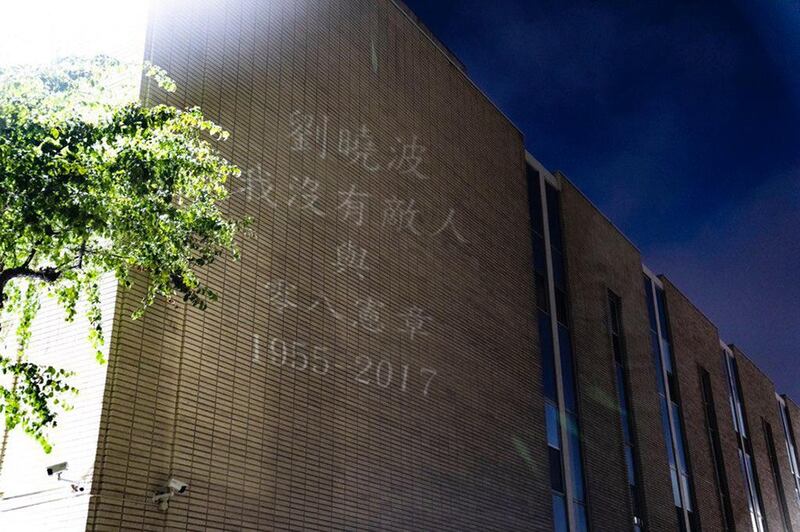 劉曉波
我沒有敵人
與
零八憲章
1955-2017